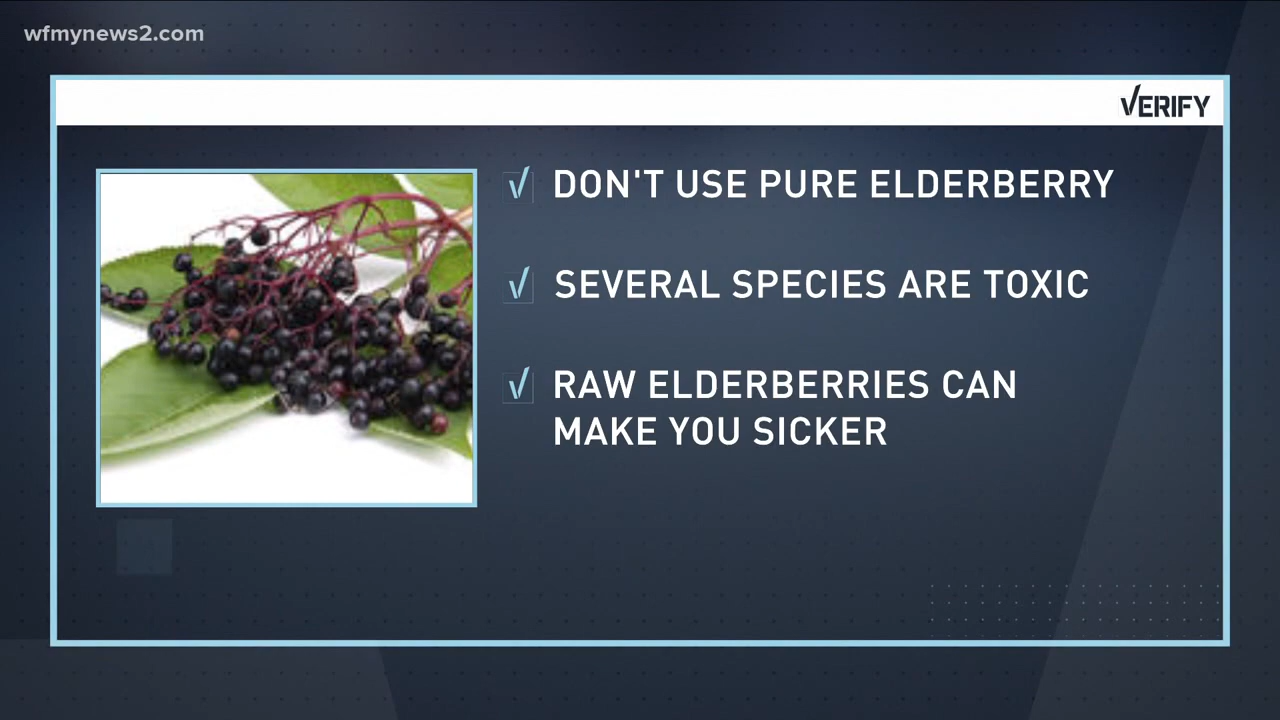 wfmynews2.com
VERIFY
DON'T USE PURE ELDERBERRY
SEVERAL SPECIES ARE TOXIC
RAW ELDERBERRIES CAN
MAKE YOU SICKER